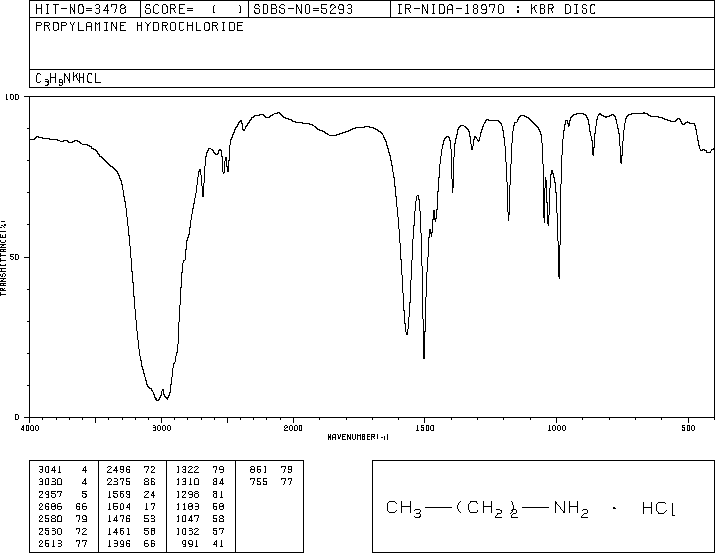 HIT-NO=3478 SCORE= ( ) SDBS-NO=5293 IR-NIDA-18970 : KBR DISC
PROPYLAMINE HYDROCHLORIDE
C3H9N·HCL
100
50
0
TRANSMITTANCE(%)
4000 3000 2000 1500 1000 500
WAVENUMBER(-1)
3041 4 2496 72 1322 79 861 79
3030 4 2375 86 1310 84 755 77
2957 5 1569 24 1298 81
2686 66 1504 17 1183 60
2580 79 1476 53 1047 58
2530 72 1461 58 1032 57
2513 77 1396 66 991 41
CH3—(CH2)2—NH2 · HCl